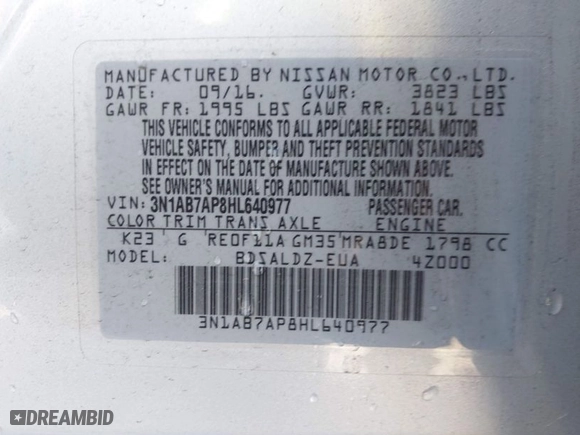 MANUFACTURED BY NISSAN MOTOR CO., LTD.
DATE: 09/16. GVWR: 3823 LBS
GAWR FR: 1995 LBS GAWR RR: 1841 LBS
THIS VEHICLE CONFORMS TO ALL APPLICABLE FEDERAL MOTOR
VEHICLE SAFETY, BUMPER AND THEFT PREVENTION STANDARDS
IN EFFECT ON THE DATE OF MANUFACTURE SHOWN ABOVE.
SEE OWNER'S MANUAL FOR ADDITIONAL INFORMATION.
VIN: 3N1AB7AP8HL640977 PASSENGER CAR.
COLOR TRIM TRANS AXLE ENGINE
K23 G RE0F11A GM35 MRA8DE 1798 CC
MODEL: BDSALDZ-EUA 4Z000
3N1AB7AP8HL640977
DREAMBID